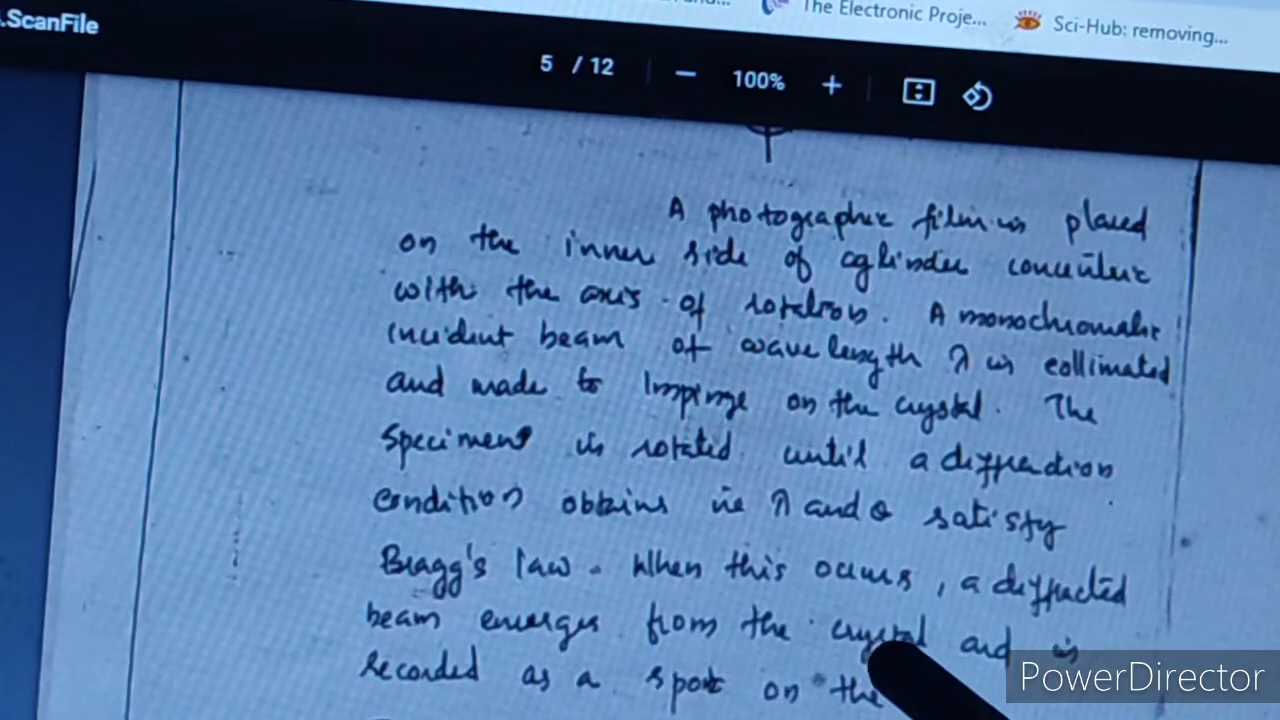 .ScanFile
The Electronic Proje...
Sci-Hub: removing...
5 / 12
100%
A photographic film is placed
on the inner side of cylinder concentric
with the axis of rotation. A monochromatic
incident beam of wavelength λ is collimated
and made to impinge on the crystal. The
specimens is rotated until a diffraction
condition obtains ie λ and θ satisfy
Bragg's law. When this occurs, a diffracted
beam emerges from the crystal and is
recorded as a spot on the
PowerDirector